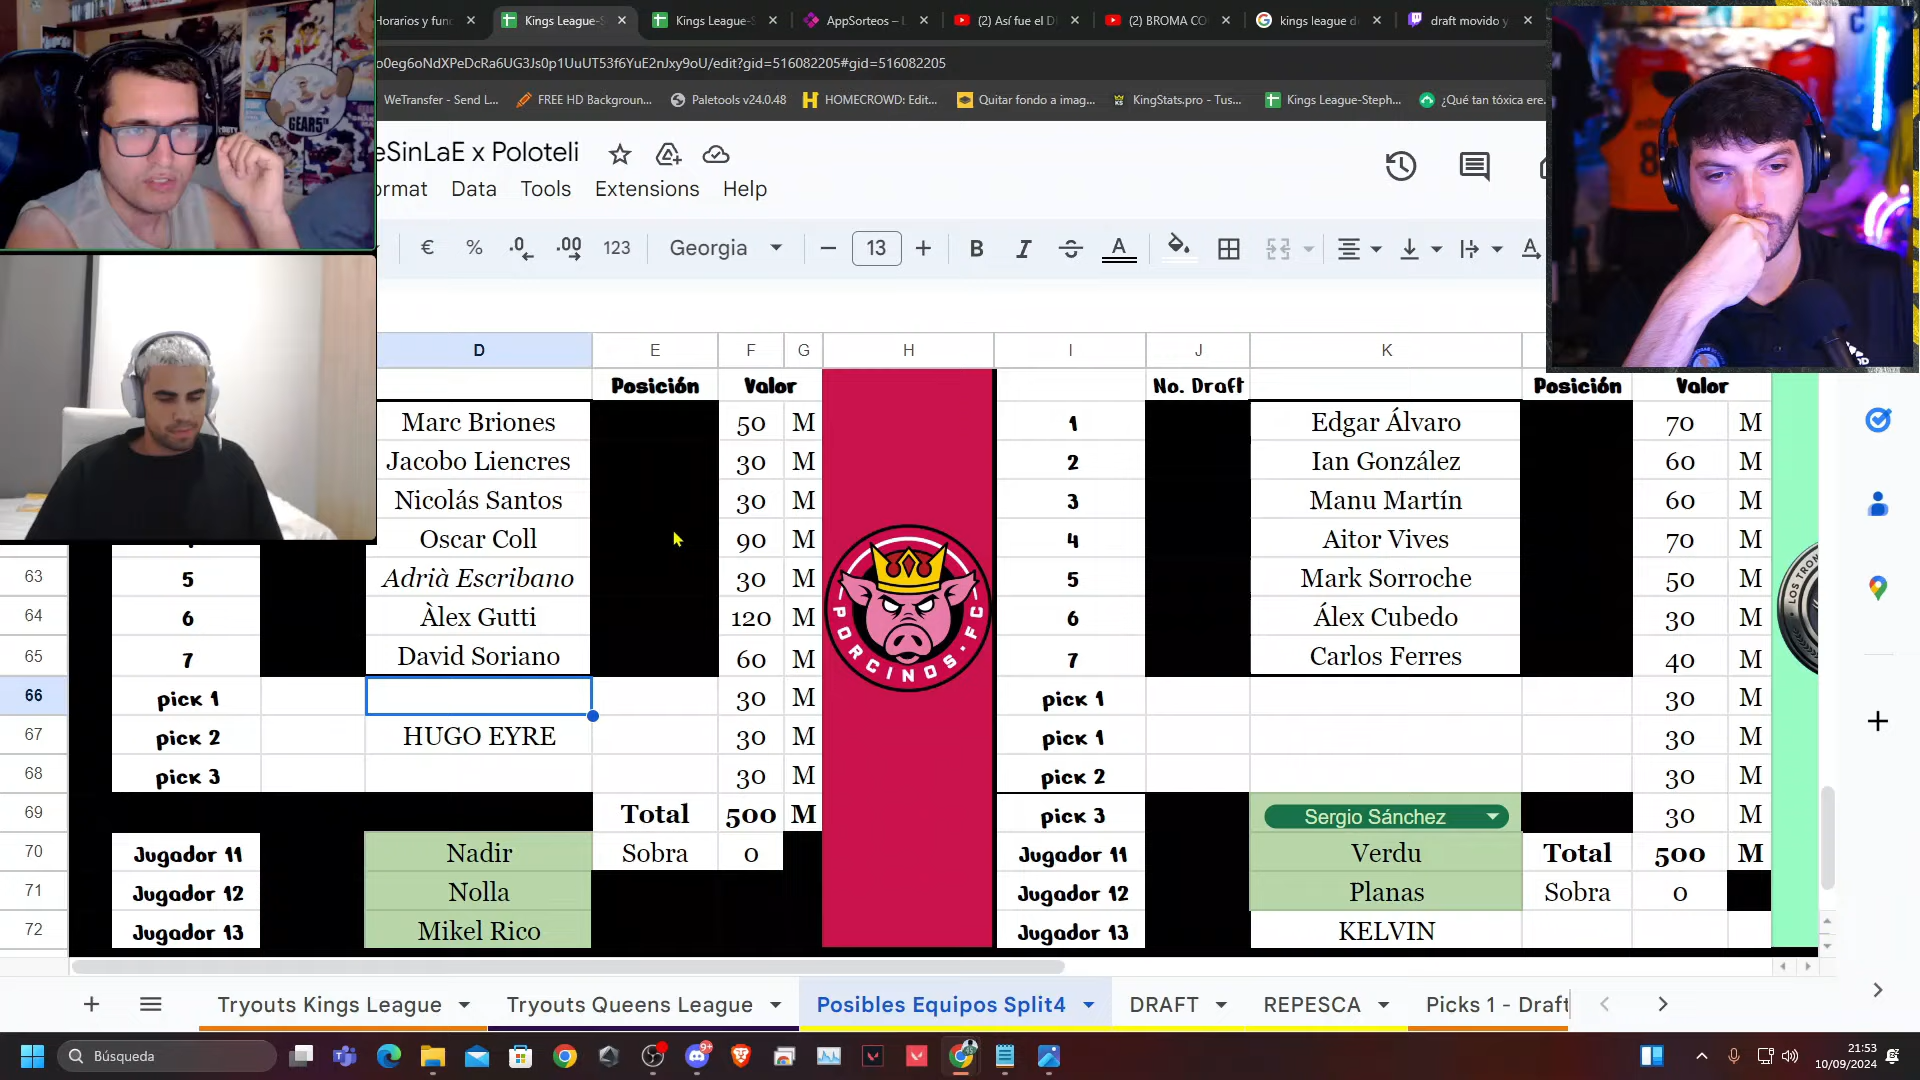 Horarios y func
Kings League-S
Kings League-S
AppSorteos – L
(2) Así fue el D
(2) BROMA CO
kings league d
draft movido y
o0eg6oNdXPeDcRa6UG3Js0p1UuUT53f6YuE2nJxy9oU/edit?gid=516082205#gid=516082205
WeTransfer - Send L...
FREE HD Backgroun...
Paletools v24.0.48
HOMECROWD: Edit...
Quitar fondo a imag...
KingStats.pro - Tus...
Kings League-Steph...
¿Qué tan tóxica ere...
eSinLaE x Poloteli
ormat Data Tools Extensions Help
€ % .0 .00 123 Georgia 13 B I S A
D E F G H I J K
Posición Valor No. Draft Posición Valor
Marc Briones 50 M 1 Edgar Álvaro 70 M
Jacobo Liencres 30 M 2 Ian González 60 M
Nicolás Santos 30 M 3 Manu Martín 60 M
Oscar Coll 90 M 4 Aitor Vives 70 M
63 5 Adrià Escribano 30 M 5 Mark Sorroche 50 M
64 6 Àlex Gutti 120 M 6 Álex Cubedo 30 M
65 7 David Soriano 60 M 7 Carlos Ferres 40 M
66 pick 1 30 M pick 1 30 M
67 pick 2 HUGO EYRE 30 M pick 1 30 M
68 pick 3 30 M pick 2 30 M
69 Total 500 M pick 3 Sergio Sánchez 30 M
70 Jugador 11 Nadir Sobra 0 Jugador 11 Verdu Total 500 M
71 Jugador 12 Nolla Jugador 12 Planas Sobra 0
72 Jugador 13 Mikel Rico Jugador 13 KELVIN
PORCINOS.FC
LOS TRON
GEAR5TH
Tryouts Kings League
Tryouts Queens League
Posibles Equipos Split4
DRAFT
REPESCA
Picks 1 - Draft
Búsqueda
9+
21:53
10/09/2024